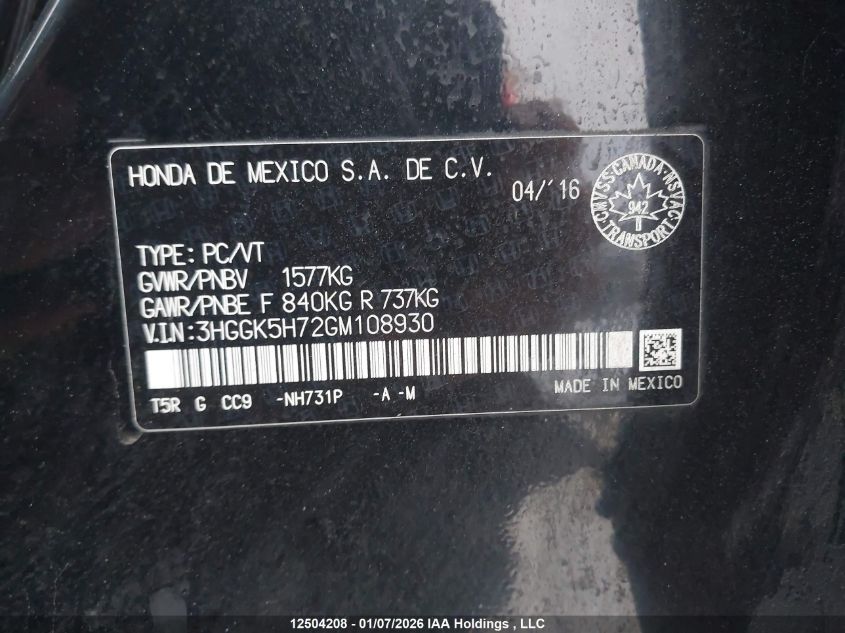 HONDA DE MEXICO S.A. DE C.V.
04/'16
CMVSS-CANADA-NSVAC
942
TRANSPORT
TYPE: PC/VT
GVWR/PNBV 1577KG
GAWR/PNBE F 840KG R 737KG
V.IN:3HGGK5H72GM108930
T5R G CC9 -NH731P -A -M
MADE IN MEXICO
12504208 - 01/07/2026 IAA Holdings , LLC